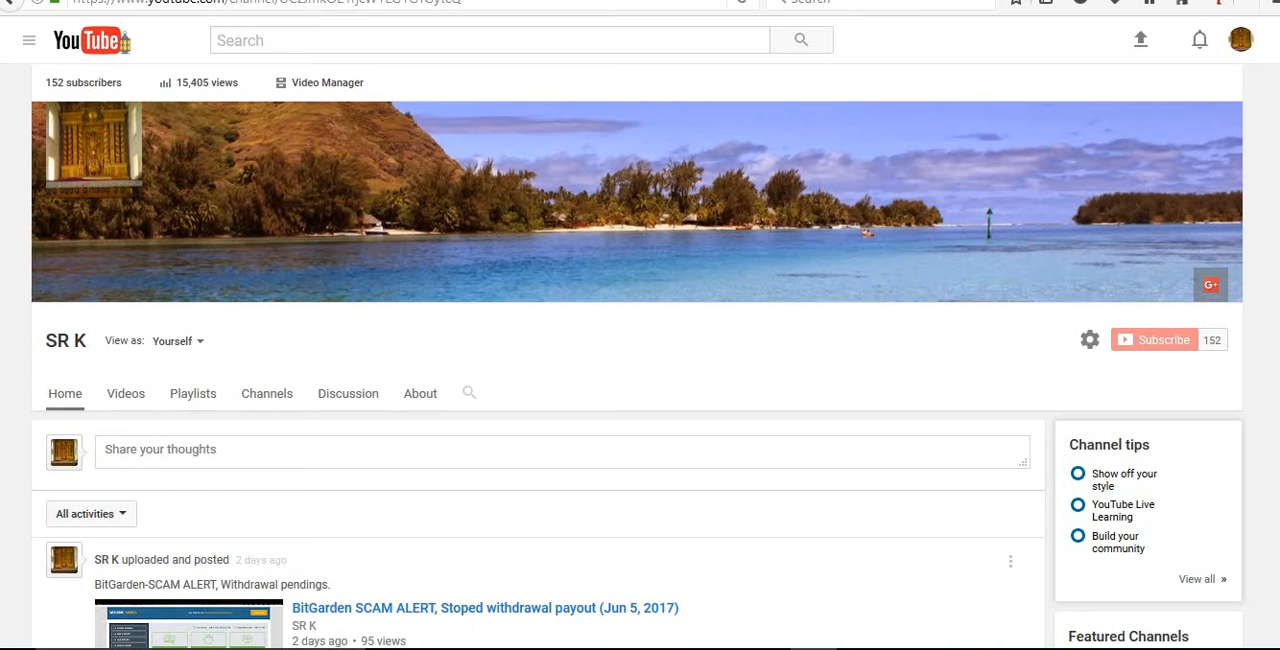 YouTube
Search
152 subscribers
15,405 views
Video Manager
G+
SR K
View as: Yourself
Subscribe 152
Home
Videos
Playlists
Channels
Discussion
About
Share your thoughts
All activities
SR K uploaded and posted 2 days ago
BitGarden-SCAM ALERT, Withdrawal pendings.
BitGarden SCAM ALERT, Stoped withdrawal payout (Jun 5, 2017)
SR K
2 days ago • 95 views
Channel tips
Show off your
style
YouTube Live
Learning
Build your
community
View all »
Featured Channels